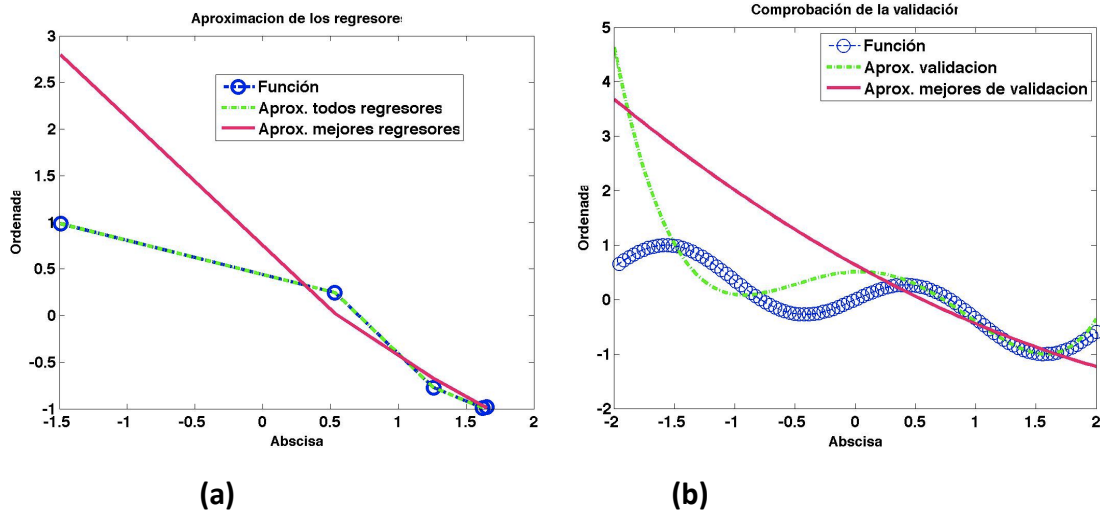 Aproximacion de los regresores
3
2.5
2
1.5
1
0.5
0
-0.5
-1
Ordenada
Función
Aprox. todos regresores
Aprox. mejores regresores
-1.5
-1
-0.5
0
0.5
1
1.5
2
Abscisa
(a)
Comprobación de la validación
5
4
3
2
1
0
-1
-2
Ordenada
Función
Aprox. validacion
Aprox. mejores de validacion
-2
-1.5
-1
-0.5
0
0.5
1
1.5
2
Abscisa
(b)